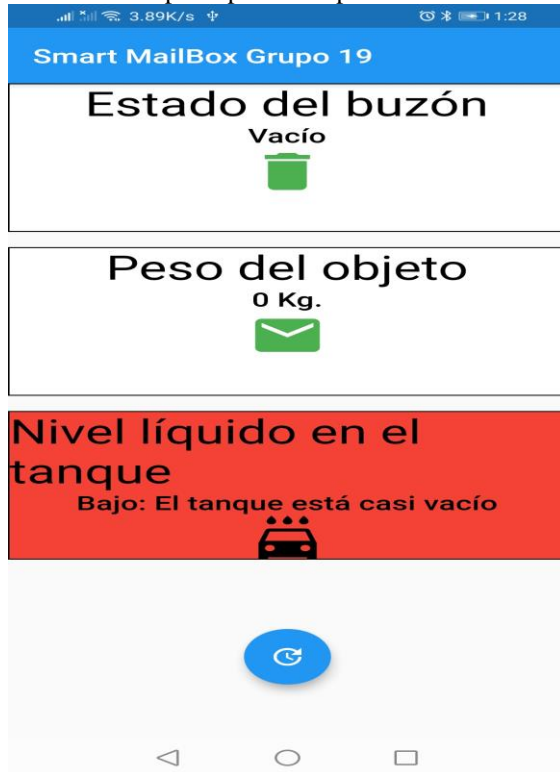 3.89K/s
1:28
Smart MailBox Grupo 19
Estado del buzón
Vacío
Peso del objeto
0 Kg.
Nivel líquido en el
tanque
Bajo: El tanque está casi vacío